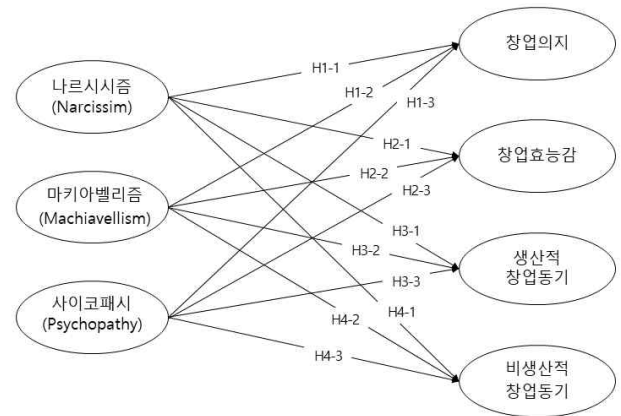 나르시시즘
(Narcissim)
마키아벨리즘
(Machiavellism)
사이코패시
(Psychopathy)
H1-1
H1-2
H1-3
H2-1
H2-2
H2-3
H3-1
H3-2
H3-3
H4-1
H4-2
H4-3
창업의지
창업효능감
생산적
창업동기
비생산적
창업동기